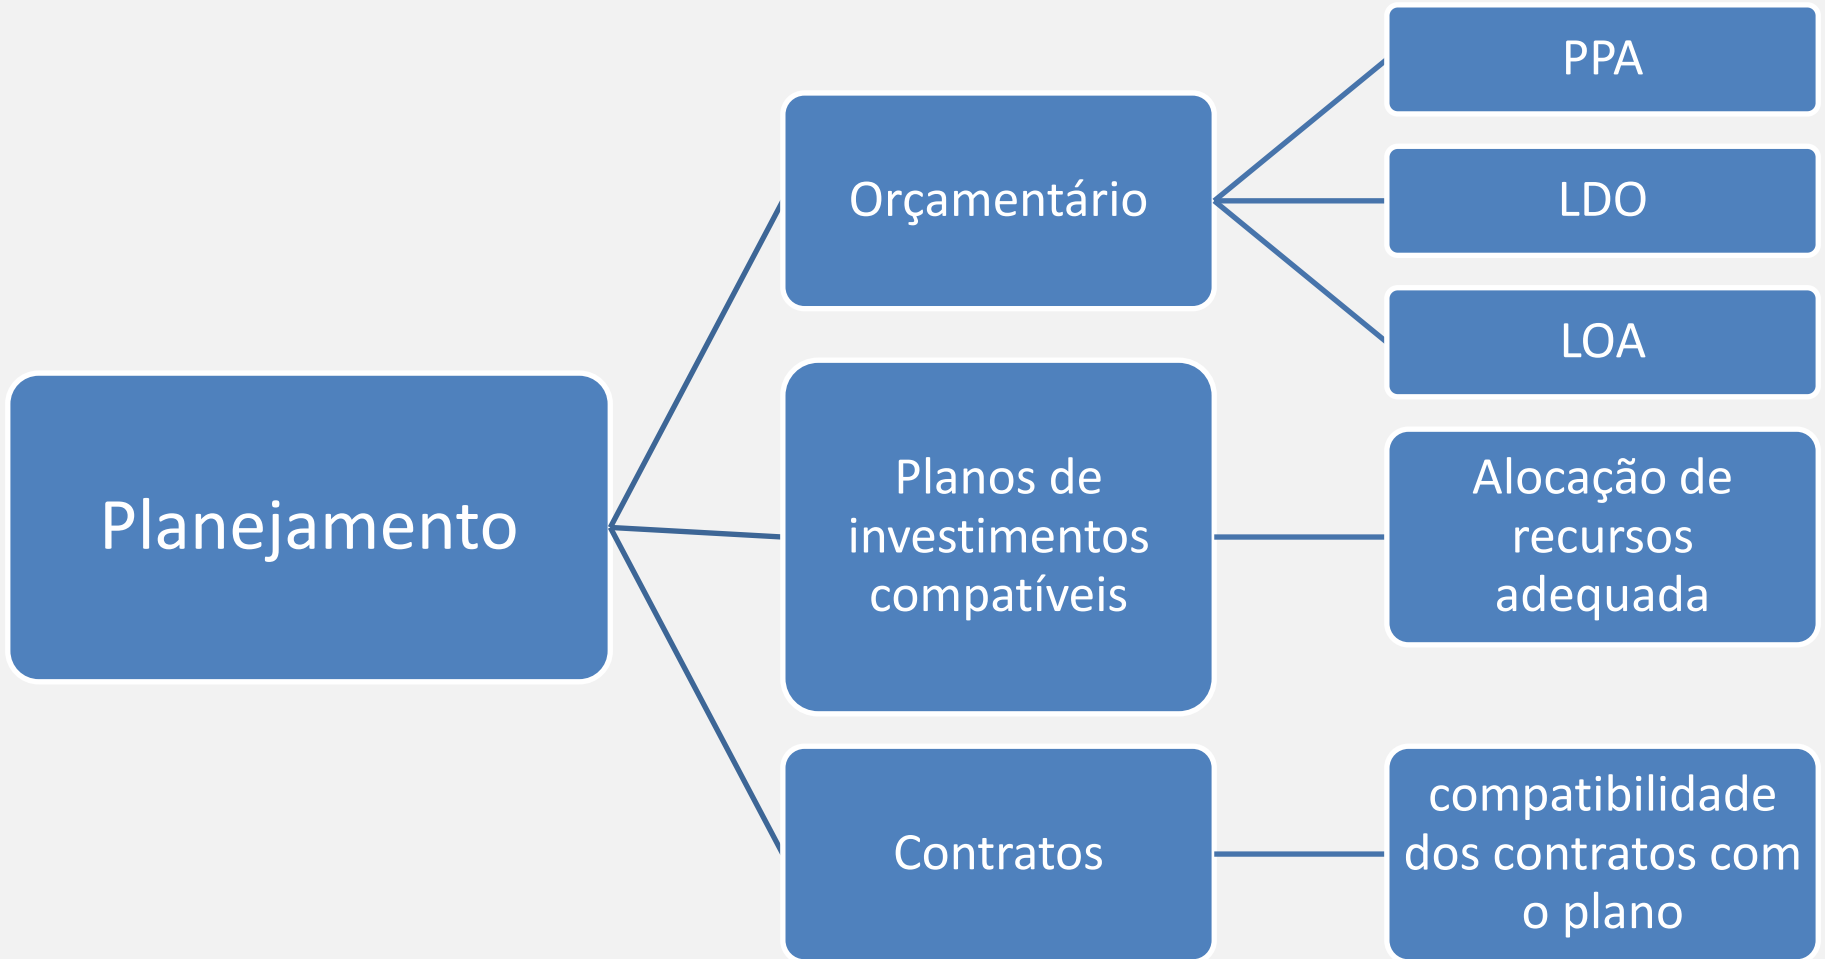 Planejamento
Orçamentário
PPA
LDO
LOA
Planos de
investimentos
compatíveis
Alocação de
recursos
adequada
Contratos
compatibilidade
dos contratos com
o plano